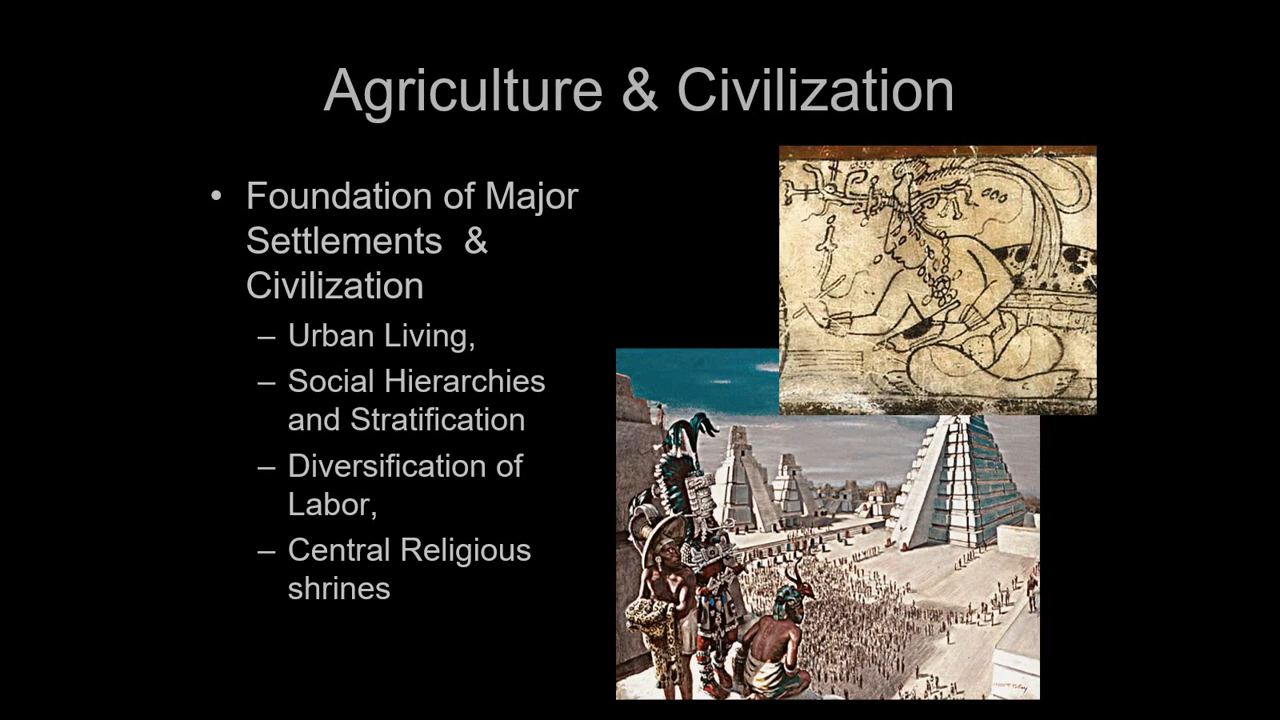 Agriculture & Civilization
• Foundation of Major
Settlements & 
Civilization
– Urban Living,
– Social Hierarchies
and Stratification
– Diversification of
Labor,
– Central Religious
shrines